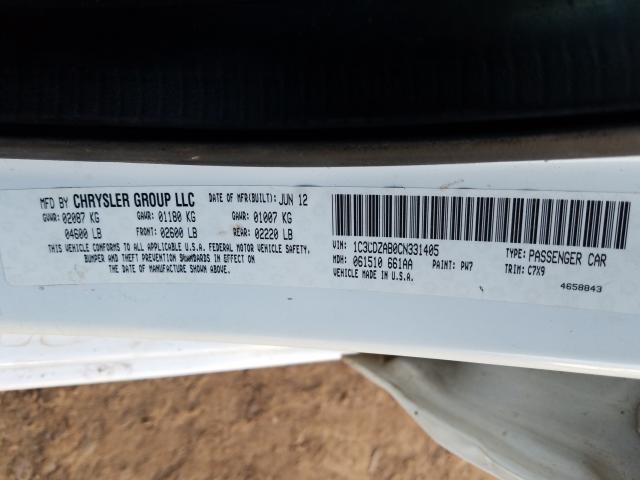 MFD BY CHRYSLER GROUP LLC DATE OF MFR(BUILT): JUN 12
GVWR: 02087 KG GAWR: 01180 KG GAWR: 01007 KG
04600 LB FRONT: 02600 LB REAR: 02220 LB
THIS VEHICLE COMPLIES TO ALL APPLICABLE U.S.A. FEDERAL MOTOR VEHICLE SAFETY,
BUMPER AND THEFT PREVENTION STANDARDS IN EFFECT ON
THE DATE OF MANUFACTURE SHOWN ABOVE.
VIN: 1C3CDZAB0CN331405 TYPE: PASSENGER CAR
MDH: 061510 661AA PAINT: PW7 TRIM: C7X9
VEHICLE MADE IN U.S.A. 4658843